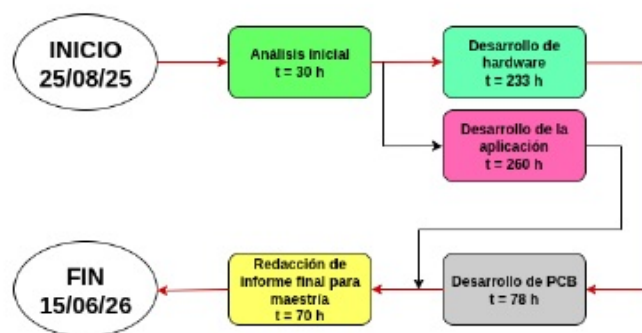 INICIO
25/08/25
Análisis inicial
t = 30 h
Desarrollo de
hardware
t = 233 h
Desarrollo de la
aplicación
t = 260 h
FIN
15/06/26
Redacción de
informe final para
maestría
t = 70 h
Desarrollo de PCB
t = 78 h